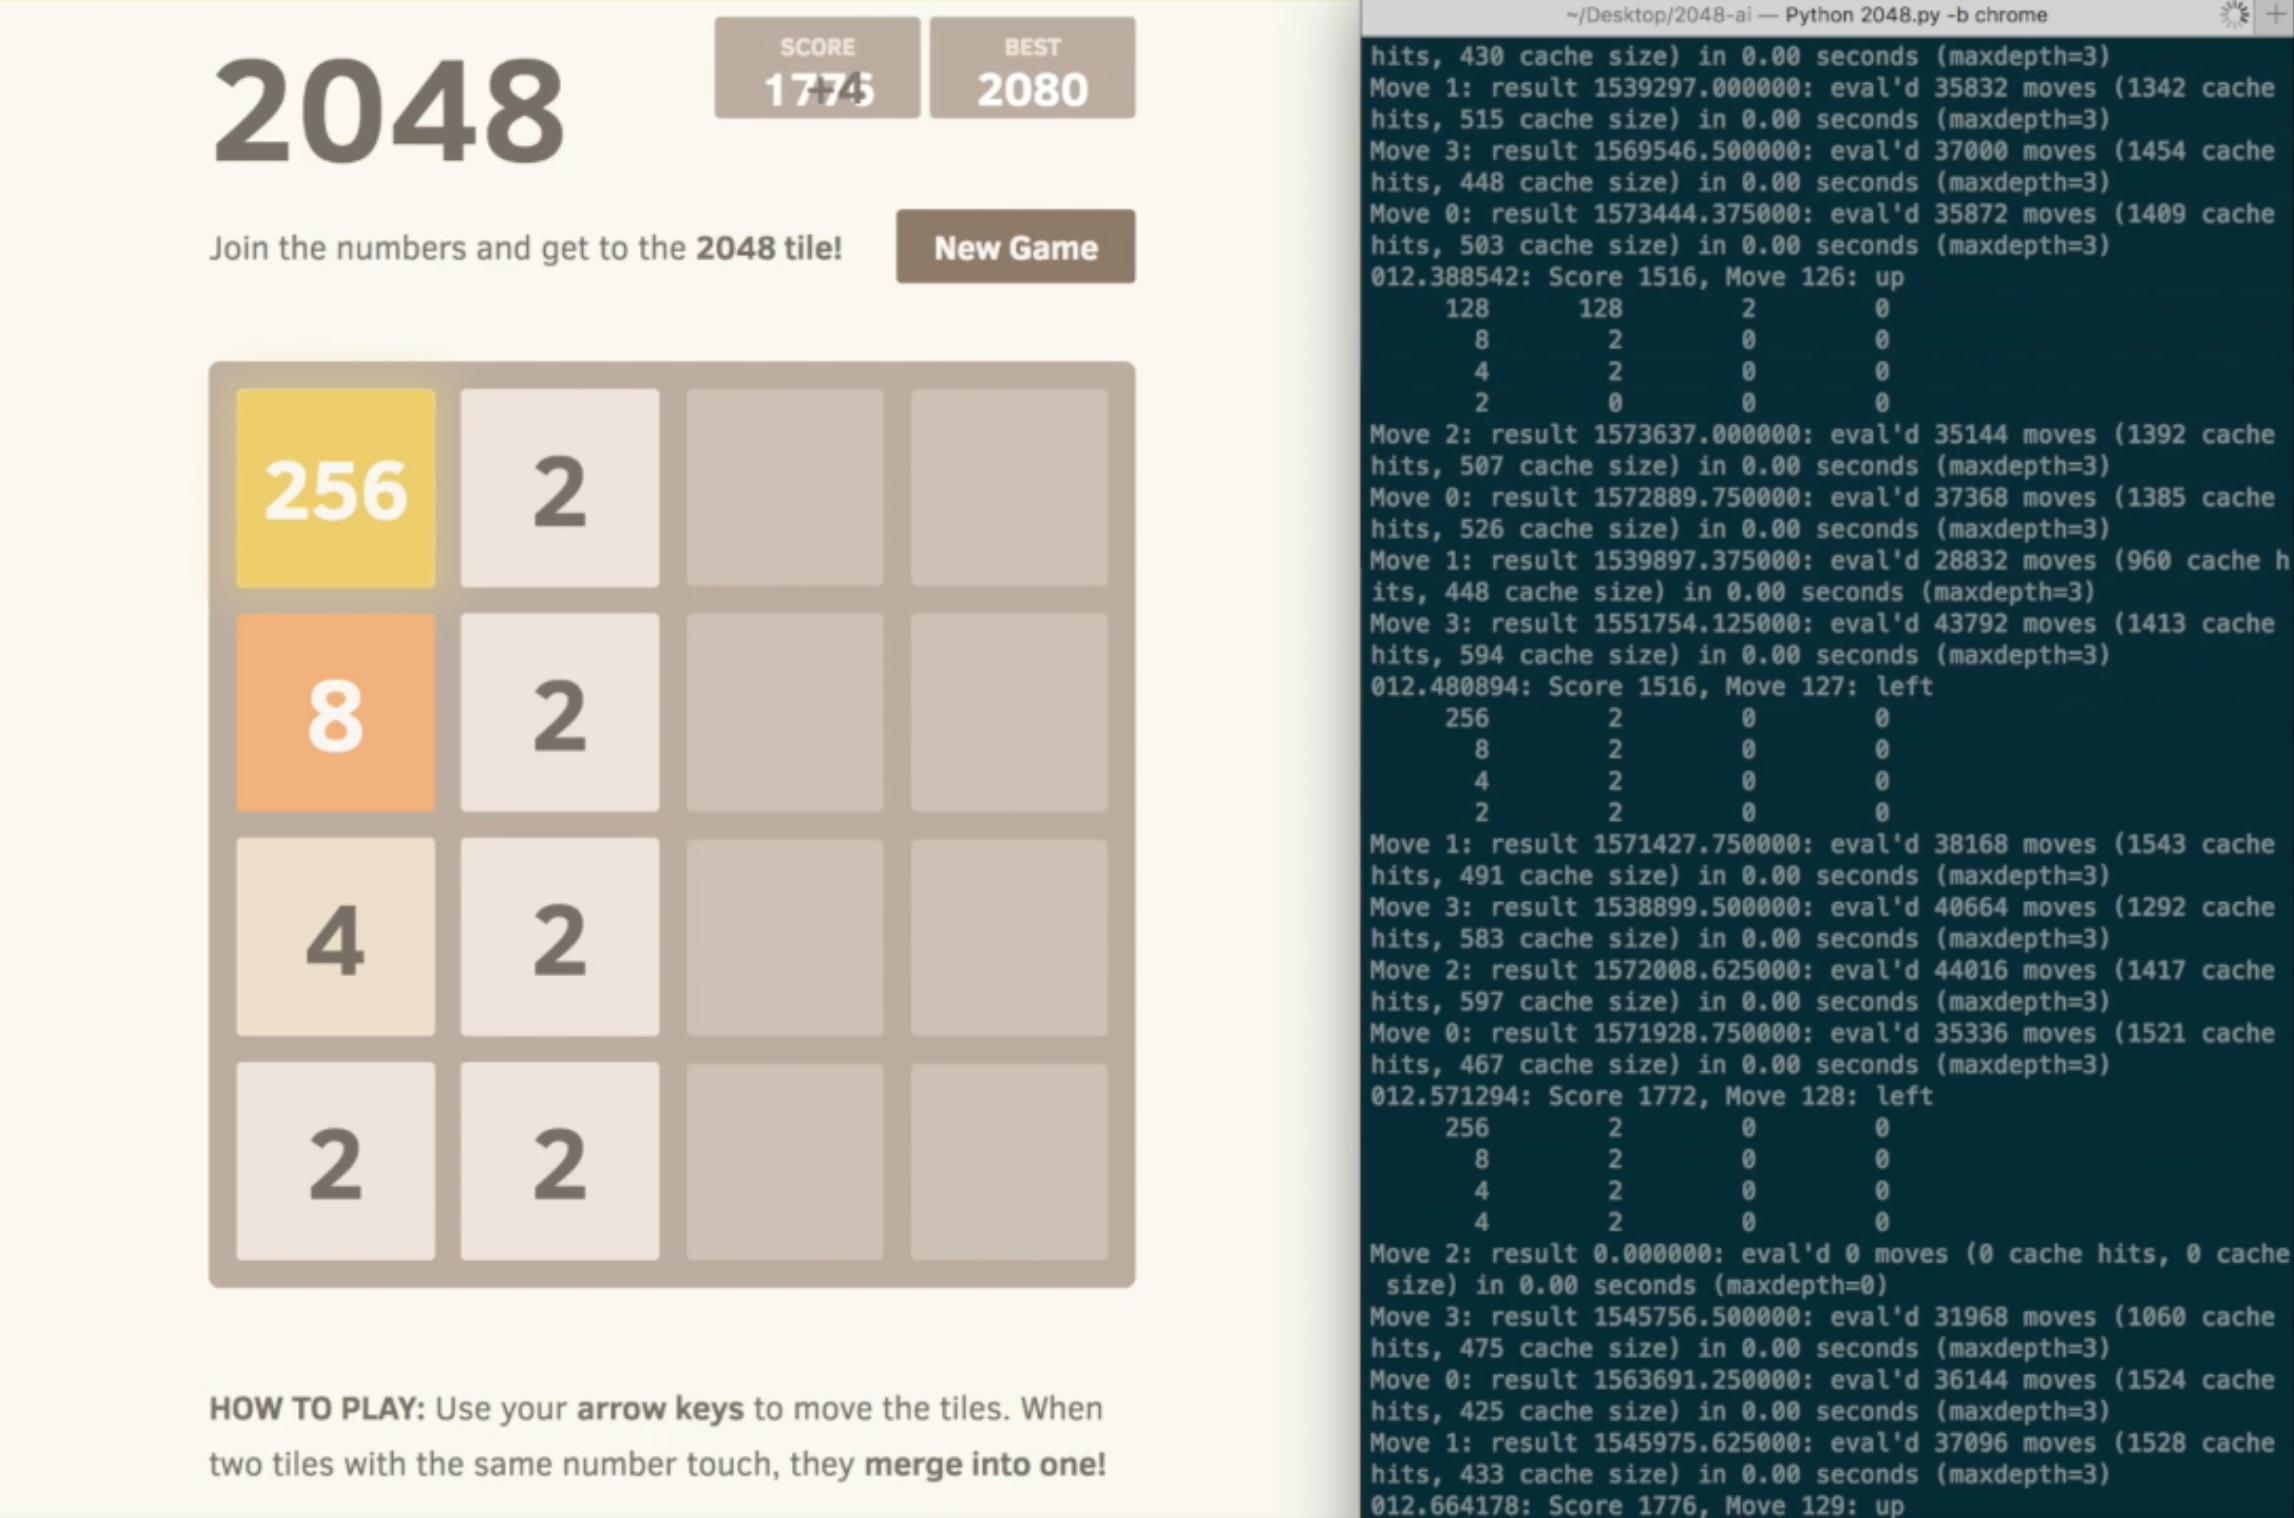 2048
SCORE
1776
+4
BEST
2080
Join the numbers and get to the 2048 tile!
New Game
256 2
8 2
4 2
2 2
HOW TO PLAY: Use your arrow keys to move the tiles. When
two tiles with the same number touch, they merge into one!
~/Desktop/2048-ai — Python 2048.py -b chrome
hits, 430 cache size) in 0.00 seconds (maxdepth=3)
Move 1: result 1539297.000000: eval'd 35832 moves (1342 cache
hits, 515 cache size) in 0.00 seconds (maxdepth=3)
Move 3: result 1569546.500000: eval'd 37000 moves (1454 cache
hits, 448 cache size) in 0.00 seconds (maxdepth=3)
Move 0: result 1573444.375000: eval'd 35872 moves (1409 cache
hits, 503 cache size) in 0.00 seconds (maxdepth=3)
012.388542: Score 1516, Move 126: up
128 128 2 0
8 2 0 0
4 2 0 0
2 0 0 0
Move 2: result 1573637.000000: eval'd 35144 moves (1392 cache
hits, 507 cache size) in 0.00 seconds (maxdepth=3)
Move 0: result 1572889.750000: eval'd 37368 moves (1385 cache
hits, 526 cache size) in 0.00 seconds (maxdepth=3)
Move 1: result 1539897.375000: eval'd 28832 moves (960 cache h
its, 448 cache size) in 0.00 seconds (maxdepth=3)
Move 3: result 1551754.125000: eval'd 43792 moves (1413 cache
hits, 594 cache size) in 0.00 seconds (maxdepth=3)
012.480894: Score 1516, Move 127: left
256 2 0 0
8 2 0 0
4 2 0 0
2 2 0 0
Move 1: result 1571427.750000: eval'd 38168 moves (1543 cache
hits, 491 cache size) in 0.00 seconds (maxdepth=3)
Move 3: result 1538899.500000: eval'd 40664 moves (1292 cache
hits, 583 cache size) in 0.00 seconds (maxdepth=3)
Move 2: result 1572008.625000: eval'd 44016 moves (1417 cache
hits, 597 cache size) in 0.00 seconds (maxdepth=3)
Move 0: result 1571928.750000: eval'd 35336 moves (1521 cache
hits, 467 cache size) in 0.00 seconds (maxdepth=3)
012.571294: Score 1772, Move 128: left
256 2 0 0
8 2 0 0
4 2 0 0
4 2 0 0
Move 2: result 0.000000: eval'd 0 moves (0 cache hits, 0 cache
size) in 0.00 seconds (maxdepth=0)
Move 3: result 1545756.500000: eval'd 31968 moves (1060 cache
hits, 475 cache size) in 0.00 seconds (maxdepth=3)
Move 0: result 1563691.250000: eval'd 36144 moves (1524 cache
hits, 425 cache size) in 0.00 seconds (maxdepth=3)
Move 1: result 1545975.625000: eval'd 37096 moves (1528 cache
hits, 433 cache size) in 0.00 seconds (maxdepth=3)
012.664178: Score 1776, Move 129: up